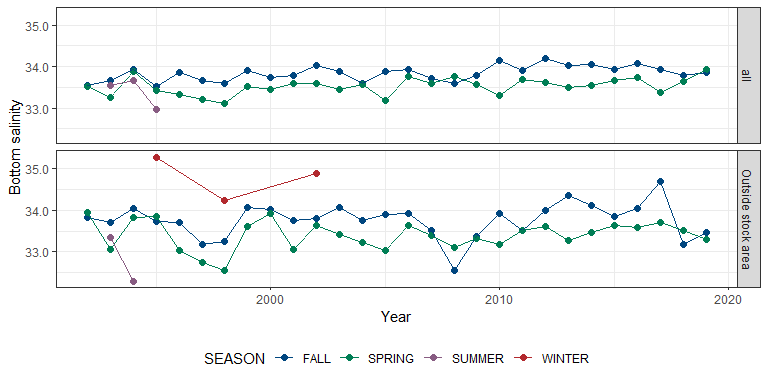 35.0
34.0
33.0
all
Bottom salinity
35.0
34.0
33.0
Outside stock area
2000
2010
2020
Year
SEASON FALL SPRING SUMMER WINTER